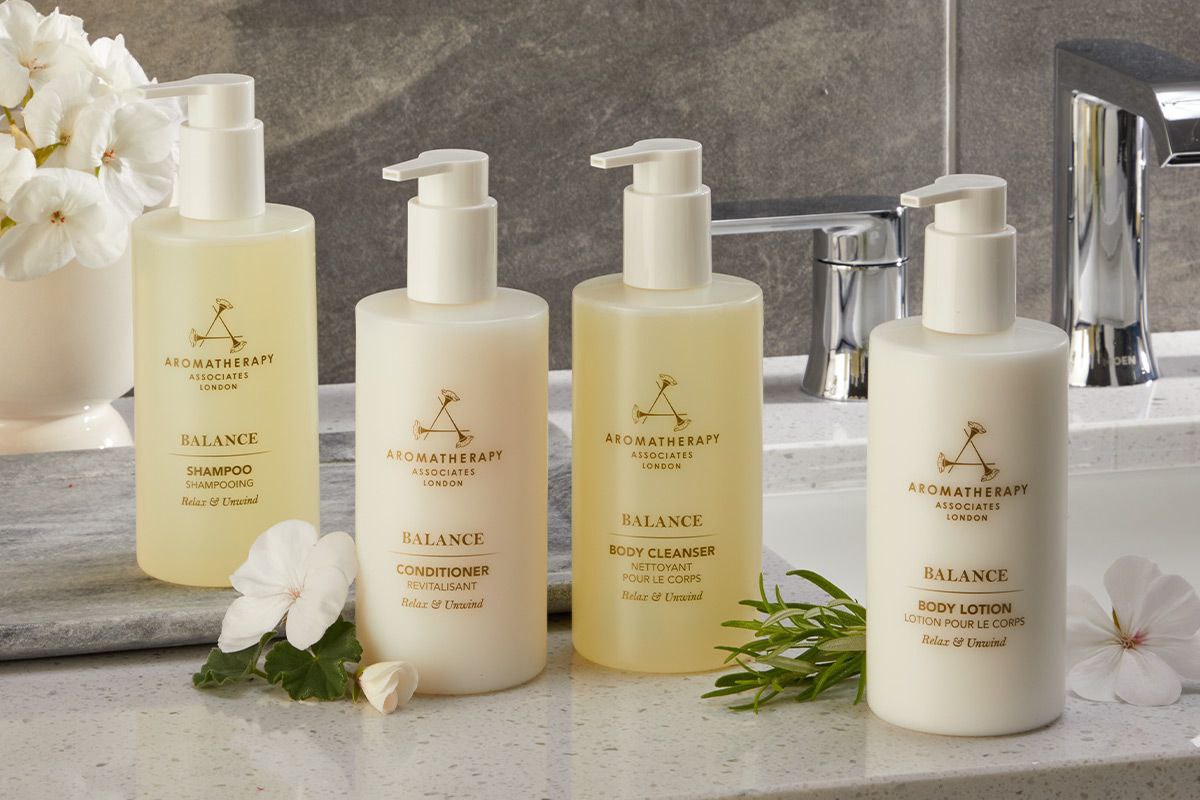 AROMATHERAPY
ASSOCIATES
LONDON
BALANCE
SHAMPOO
SHAMPOOING
Relax & Unwind
AROMATHERAPY
ASSOCIATES
LONDON
BALANCE
CONDITIONER
REVITALISANT
Relax & Unwind
AROMATHERAPY
ASSOCIATES
LONDON
BALANCE
BODY CLEANSER
NETTOYANT
POUR LE CORPS
Relax & Unwind
AROMATHERAPY
ASSOCIATES
LONDON
BALANCE
BODY LOTION
LOTION POUR LE CORPS
Relax & Unwind